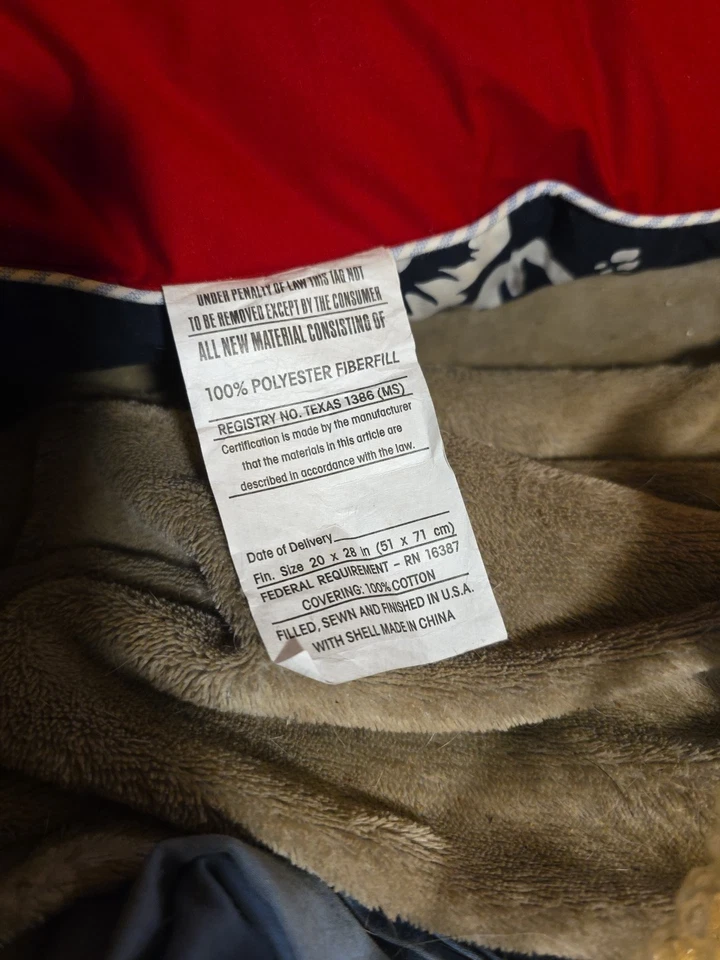 UNDER PENALTY OF LAW THIS TAG NOT
TO BE REMOVED EXCEPT BY THE CONSUMER
ALL NEW MATERIAL CONSISTING OF
100% POLYESTER FIBERFILL
REGISTRY NO. TEXAS 1386 (MS)
Certification is made by the manufacturer
that the materials in this article are
described in accordance with the law.
Date of Delivery
Fin. Size 20 x 28 in (51 x 71 cm)
FEDERAL REQUIREMENT - RN 16387
COVERING: 100% COTTON
FILLED, SEWN AND FINISHED IN U.S.A.
WITH SHELL MADE IN CHINA